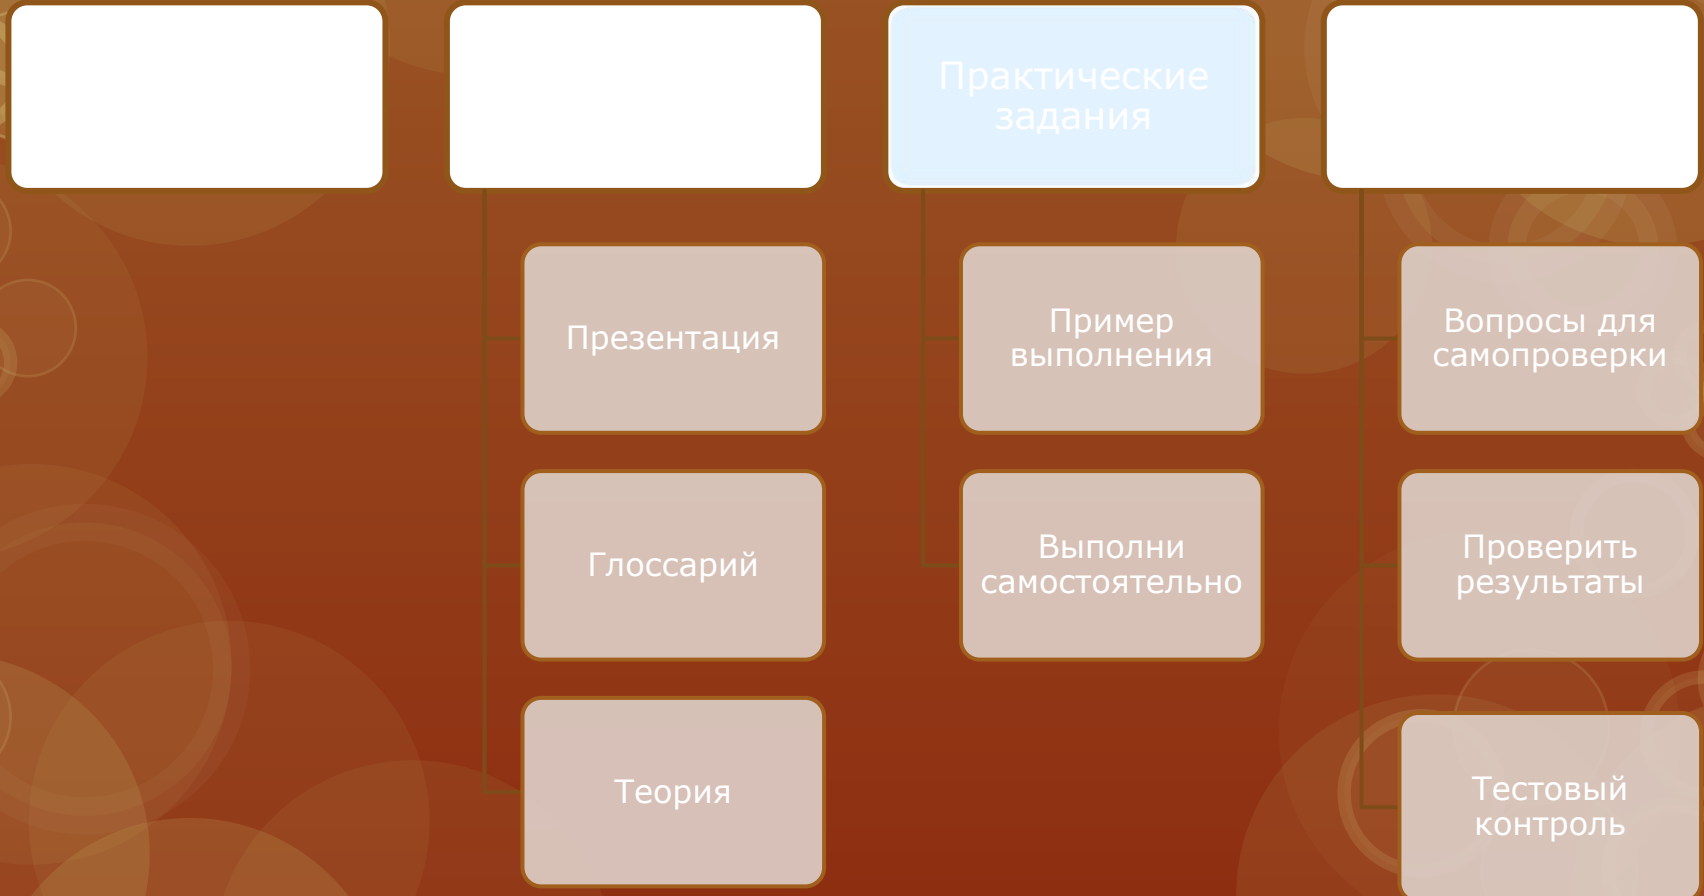 Практические
задания
Презентация
Глоссарий
Теория
Пример
выполнения
Выполни
самостоятельно
Вопросы для
самопроверки
Проверить
результаты
Тестовый
контроль